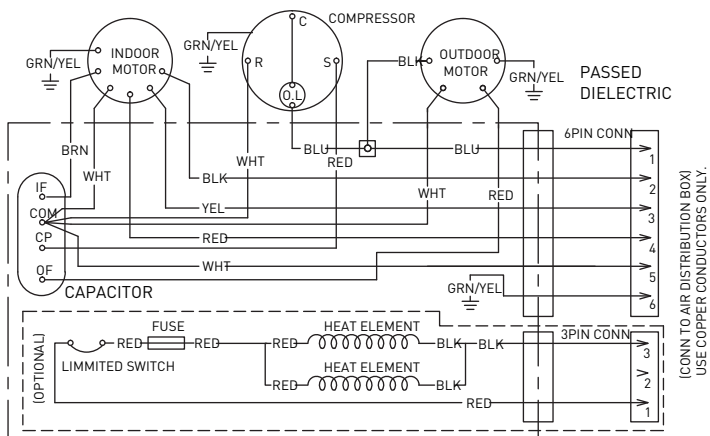 C
COMPRESSOR
GRN/YEL
INDOOR
MOTOR
GRN/YEL
R
S
O.L
BLK
OUTDOOR
MOTOR
GRN/YEL
PASSED
DIELECTRIC
6PIN CONN
BRN
WHT
WHT
BLU
RED
BLU
1
BLK
2
IF
COM
CP
OF
YEL
WHT
RED
3
RED
4
WHT
5
GRN/YEL
6
CAPACITOR
(CONN TO AIR DISTRIBUTION BOX)
USE COPPER CONDUCTORS ONLY.
(OPTIONAL)
LIMMITED SWITCH
RED
FUSE
RED
RED
HEAT ELEMENT
BLK
BLK
3PIN CONN
3
HEAT ELEMENT
RED
BLK
2
RED
1